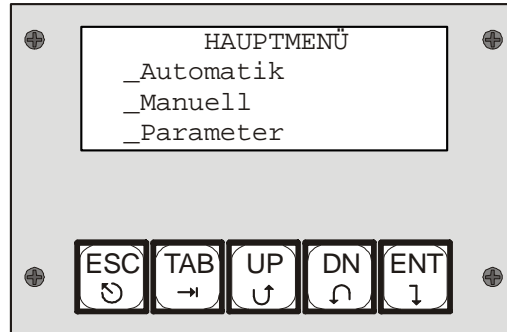 HAUPTMENÜ
_Automatik
_Manuell
_Parameter
ESC TAB UP DN ENT